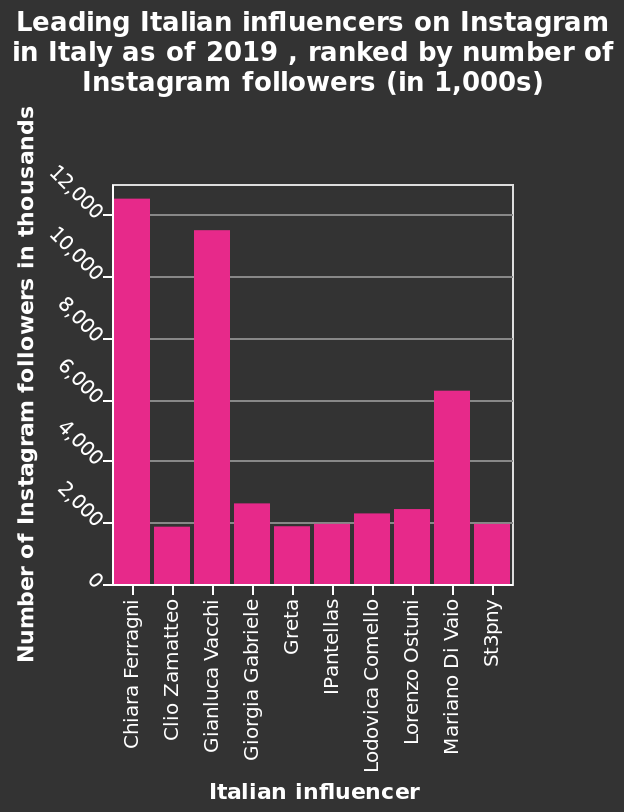 Leading Italian influencers on Instagram
in Italy as of 2019 , ranked by number of
Instagram followers (in 1,000s)
Number of Instagram followers in thousands
12,000
10,000
8,000
6,000
4,000
2,000
0
Chiara Ferragni
Clio Zamatteo
Gianluca Vacchi
Giorgia Gabriele
Greta
IPantellas
Lodovica Comello
Lorenzo Ostuni
Mariano Di Vaio
St3pny
Italian influencer